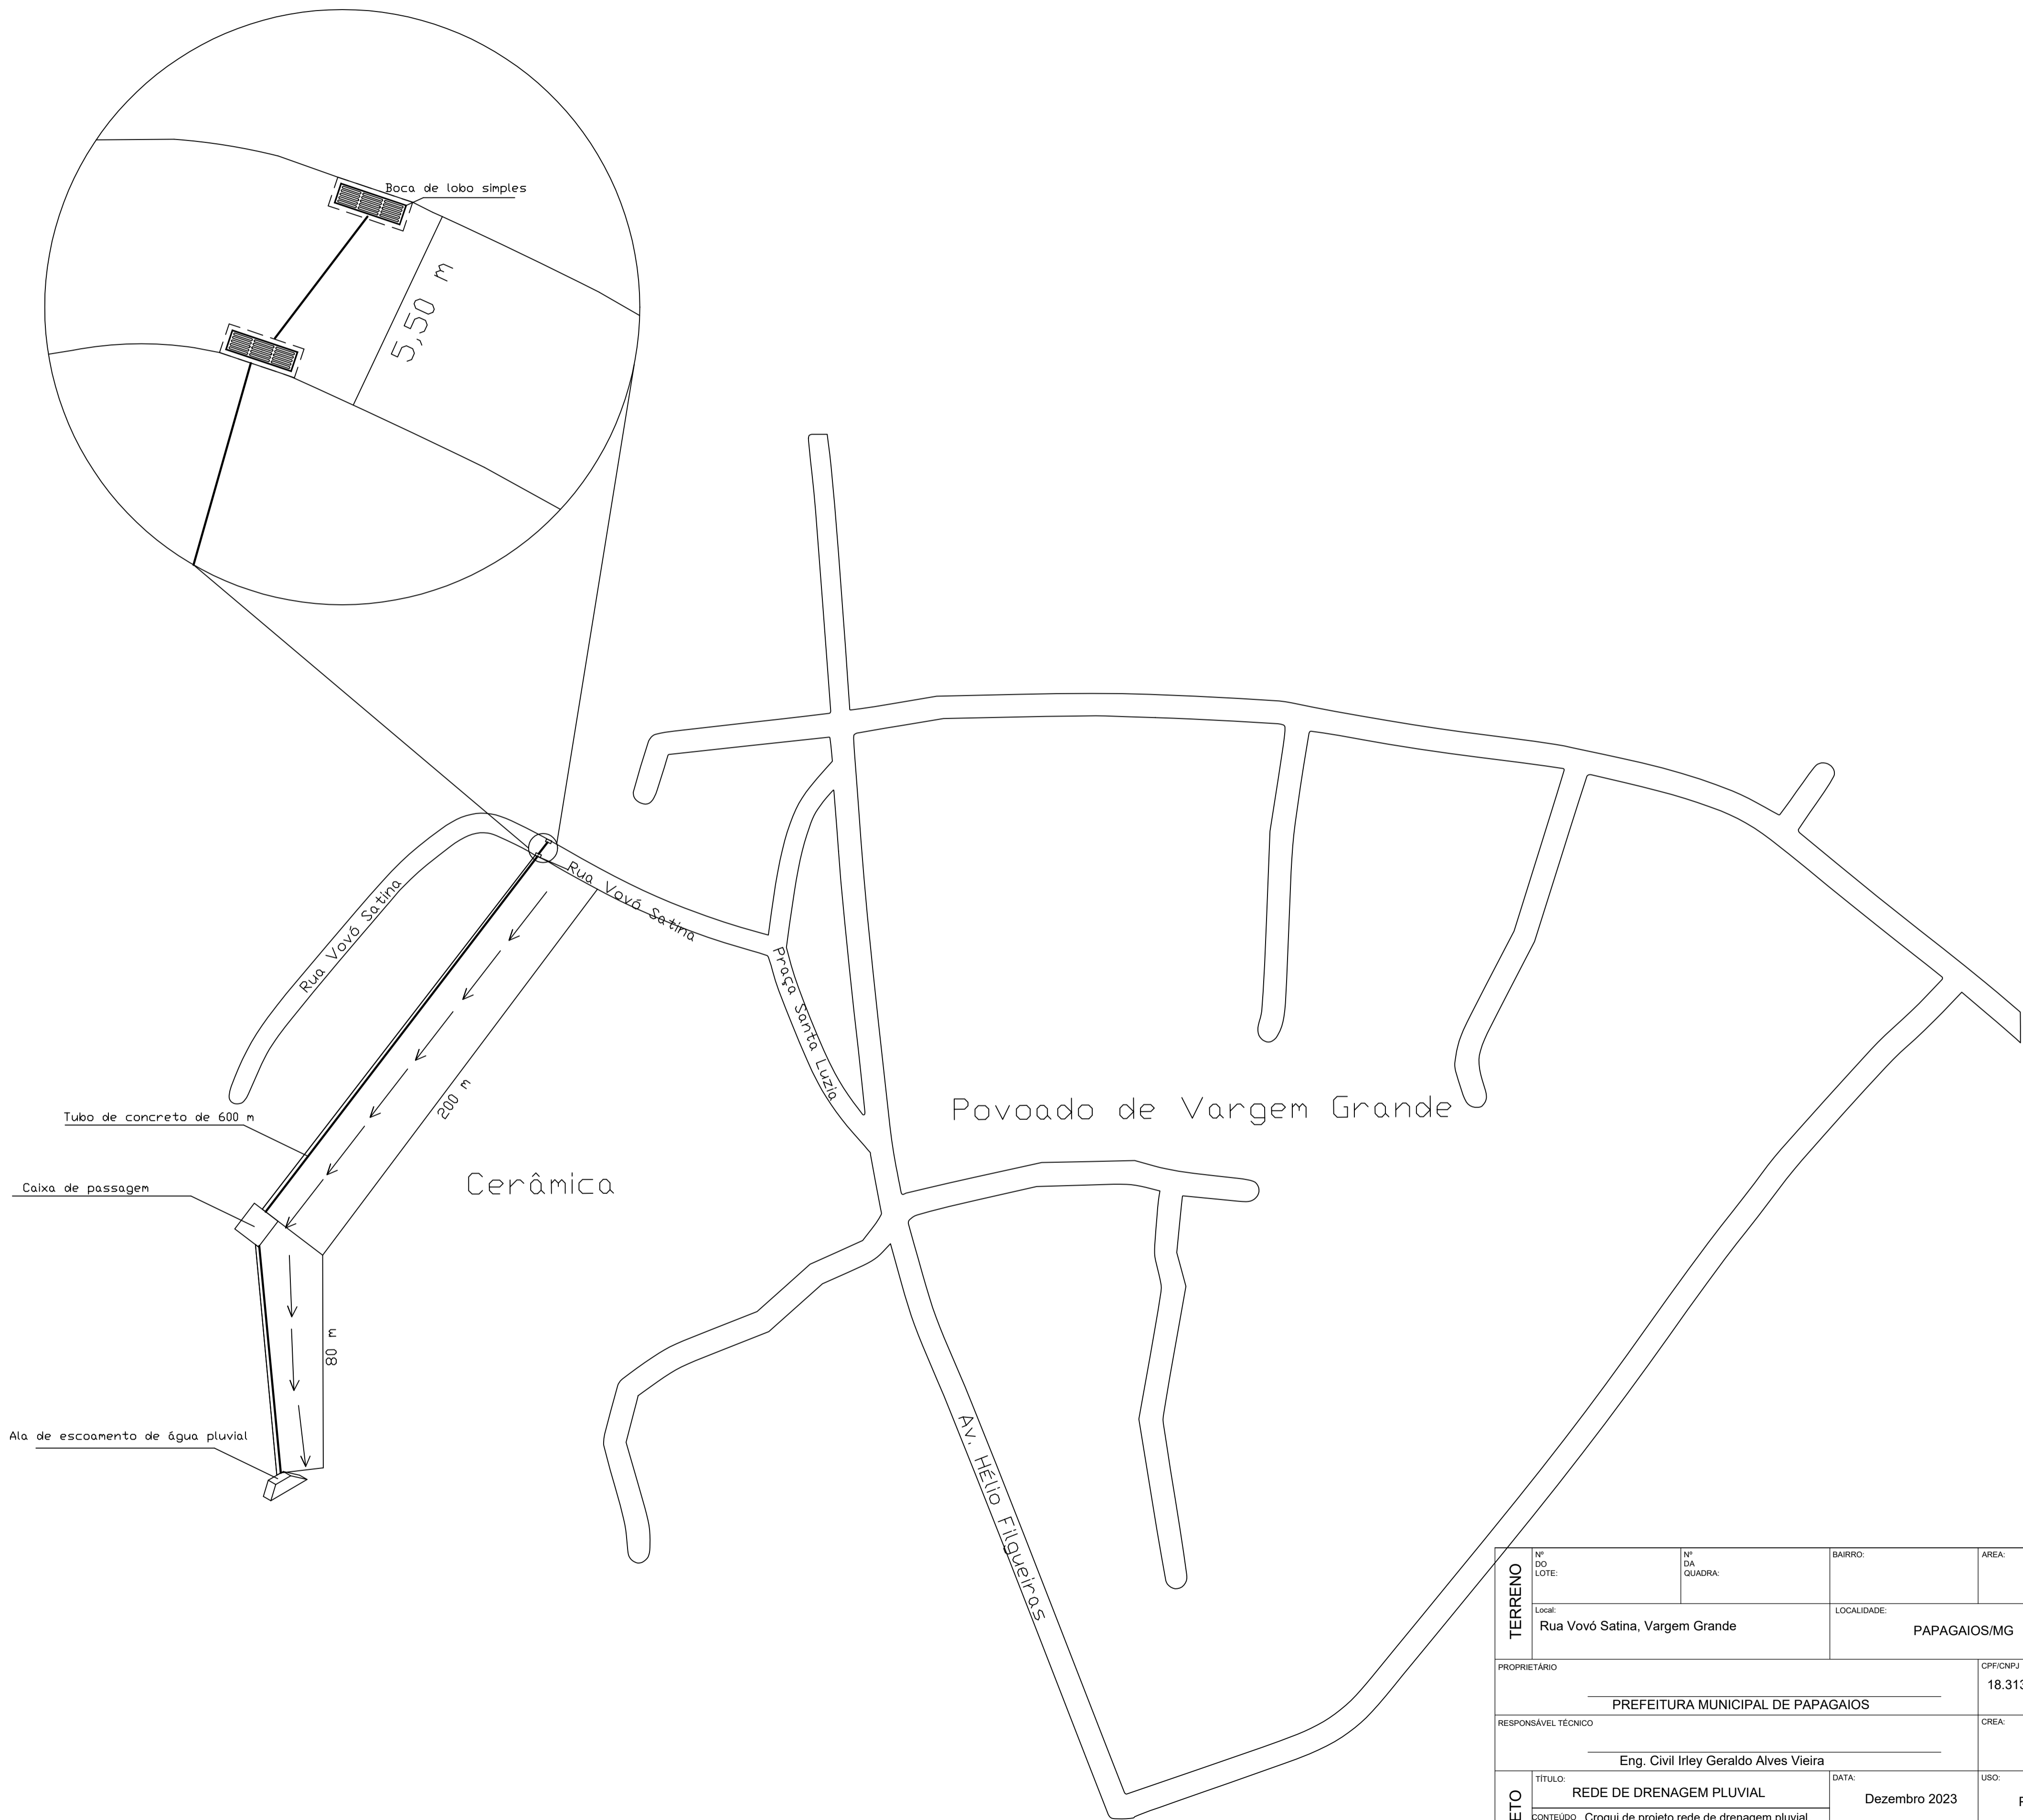 Boca de lobo simples
5,50 m
Rua Vovó Satina
Rua Vovó Satina
Praça Santa Luzia
200 m
Povoado de Vargem Grande
Tubo de concreto de 600 m
Cerâmica
Caixa de passagem
80 m
Ala de escoamento de água pluvial
Av. Hélio Filgueiras
TERRENO
Nº
DO
LOTE:
Nº
DA
QUADRA:
BAIRRO:
AREA:
Local:
Rua Vovó Satina, Vargem Grande
LOCALIDADE:
PAPAGAIOS/MG
PROPRIETÁRIO
PREFEITURA MUNICIPAL DE PAPAGAIOS
CPF/CNPJ
18.313
RESPONSÁVEL TÉCNICO
Eng. Civil Irley Geraldo Alves Vieira
CREA:
ETO
TÍTULO:
REDE DE DRENAGEM PLUVIAL
DATA:
Dezembro 2023
USO:
CONTEÚDO Croqui de projeto rede de drenagem pluvial